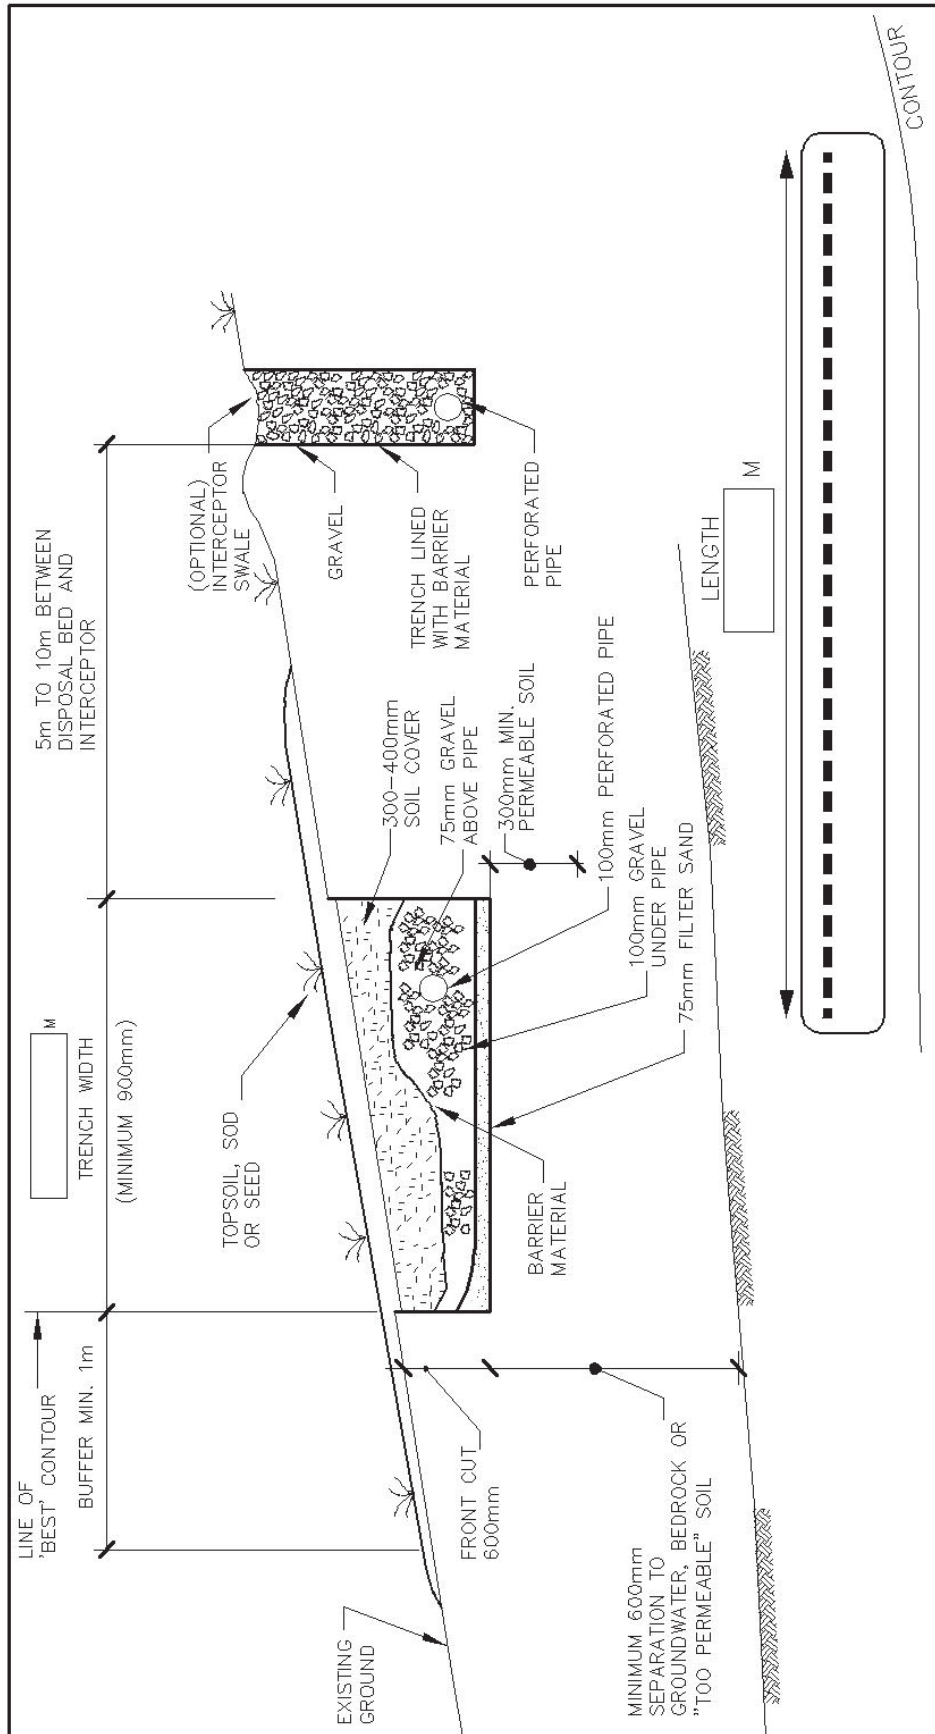 LINE OF
'BEST' CONTOUR
BUFFER MIN. 1m
M
TRENCH WIDTH
(MINIMUM 900mm)
5m TO 10m BETWEEN
DISPOSAL BED AND
INTERCEPTOR
TOPSOIL, SOD
OR SEED
(OPTIONAL)
INTERCEPTOR
SWALE
GRAVEL
TRENCH LINED
WITH BARRIER
MATERIAL
PERFORATED
PIPE
300-400mm
SOIL COVER
75mm GRAVEL
ABOVE PIPE
300mm MIN.
PERMEABLE SOIL
100mm PERFORATED PIPE
100mm GRAVEL
UNDER PIPE
75mm FILTER SAND
BARRIER
MATERIAL
EXISTING
GROUND
FRONT CUT
600mm
MINIMUM 600mm
SEPARATION TO
GROUNDWATER, BEDROCK OR
"TOO PERMEABLE" SOIL
LENGTH
M
CONTOUR